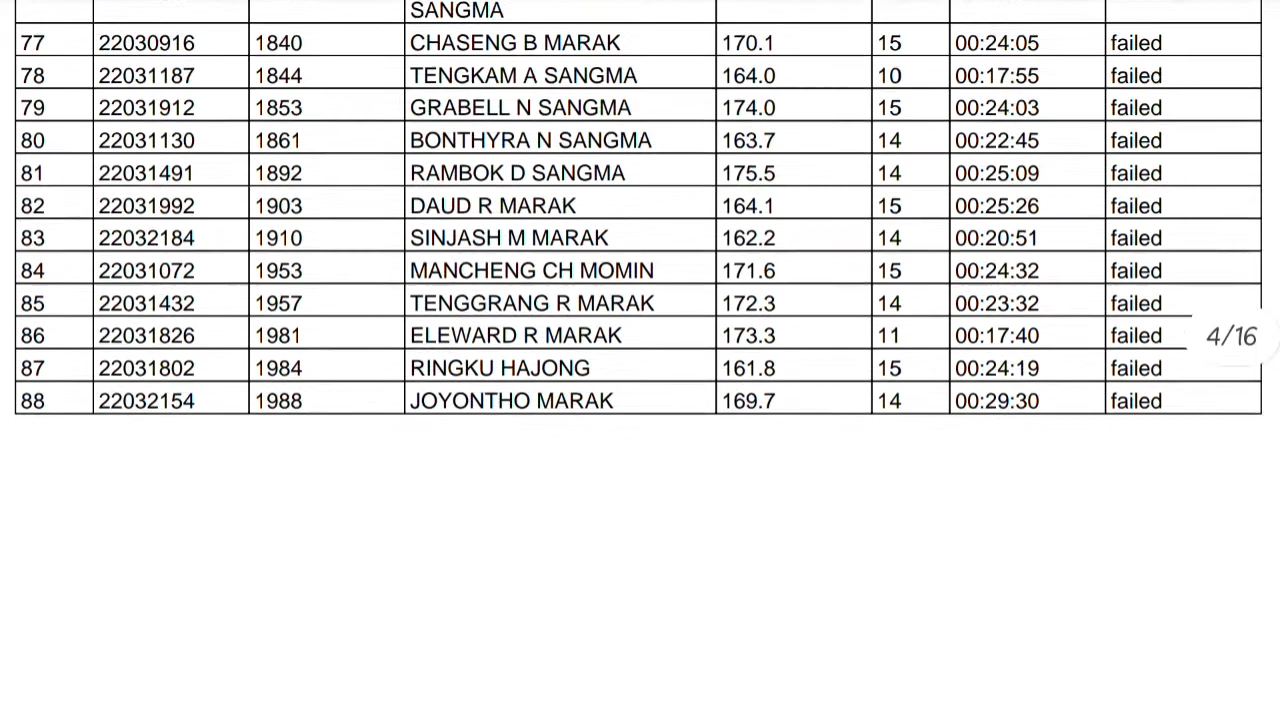 SANGMA
77 22030916 1840 CHASENG B MARAK 170.1 15 00:24:05 failed
78 22031187 1844 TENGKAM A SANGMA 164.0 10 00:17:55 failed
79 22031912 1853 GRABELL N SANGMA 174.0 15 00:24:03 failed
80 22031130 1861 BONTHYRA N SANGMA 163.7 14 00:22:45 failed
81 22031491 1892 RAMBOK D SANGMA 175.5 14 00:25:09 failed
82 22031992 1903 DAUD R MARAK 164.1 15 00:25:26 failed
83 22032184 1910 SINJASH M MARAK 162.2 14 00:20:51 failed
84 22031072 1953 MANCHENG CH MOMIN 171.6 15 00:24:32 failed
85 22031432 1957 TENGGRANG R MARAK 172.3 14 00:23:32 failed
86 22031826 1981 ELEWARD R MARAK 173.3 11 00:17:40 failed 4/16
87 22031802 1984 RINGKU HAJONG 161.8 15 00:24:19 failed
88 22032154 1988 JOYONTHO MARAK 169.7 14 00:29:30 failed